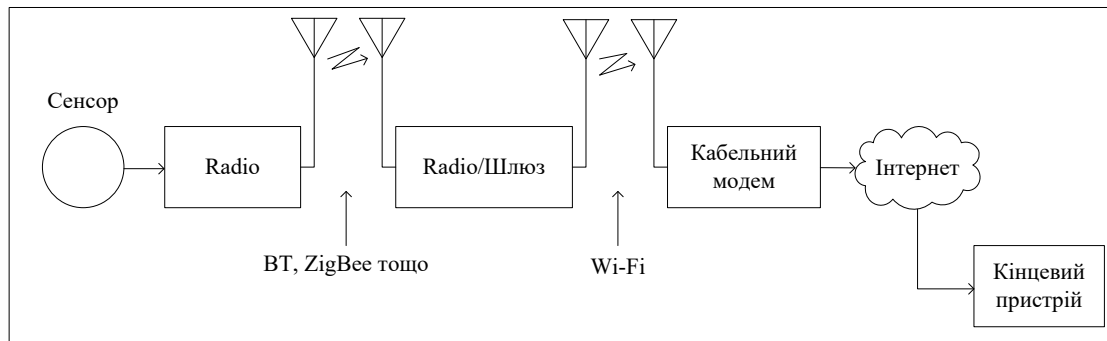 Сенсор
Radio
Radio/Шлюз
Кабельний
модем
Інтернет
BT, ZigBee тощо
Wi-Fi
Кінцевий
пристрій